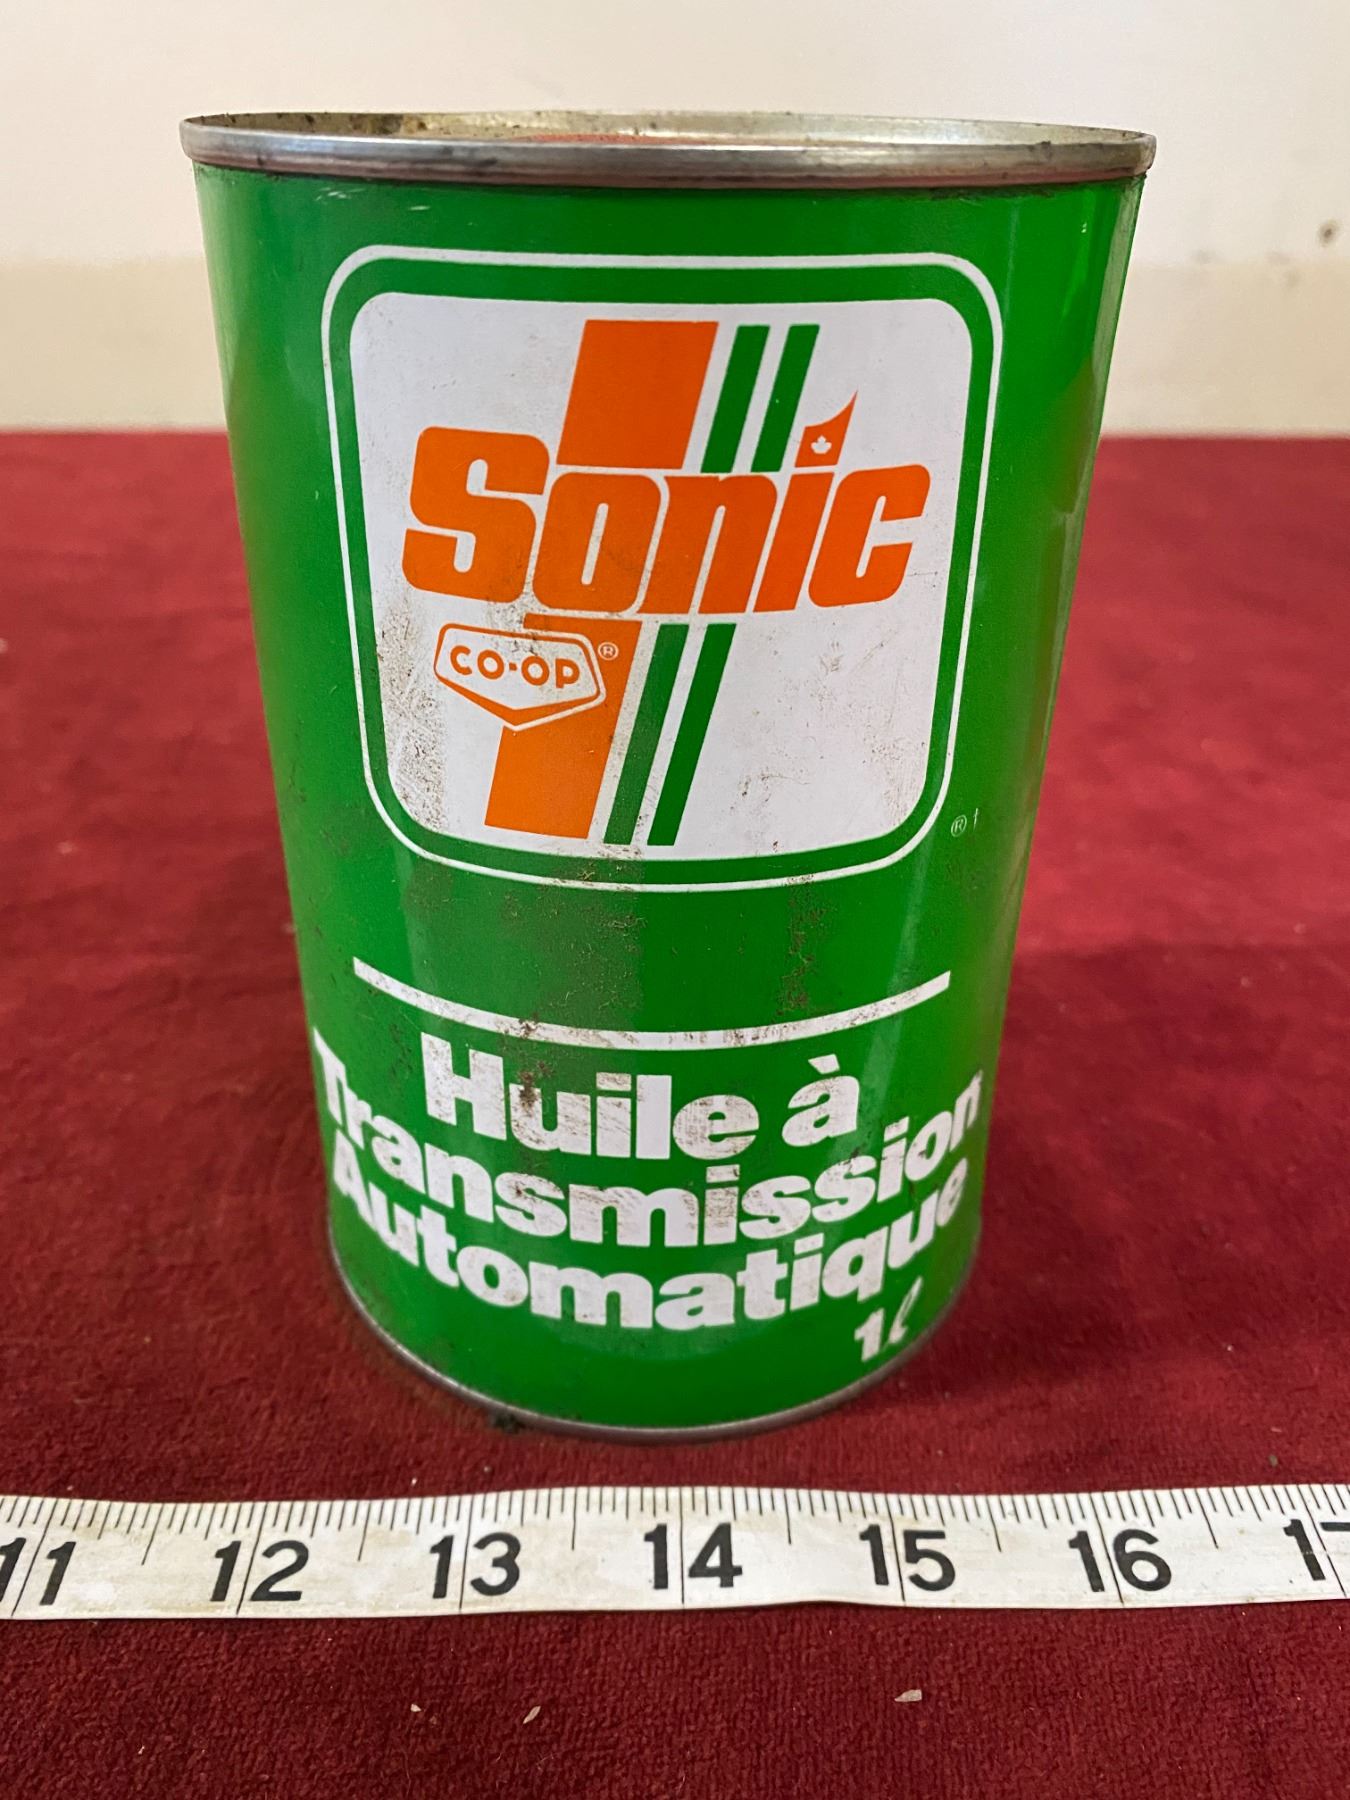 Sonic
CO-OP®
®
Huile à
Transmission
Automatique
1ℓ
11 12 13 14 15 16